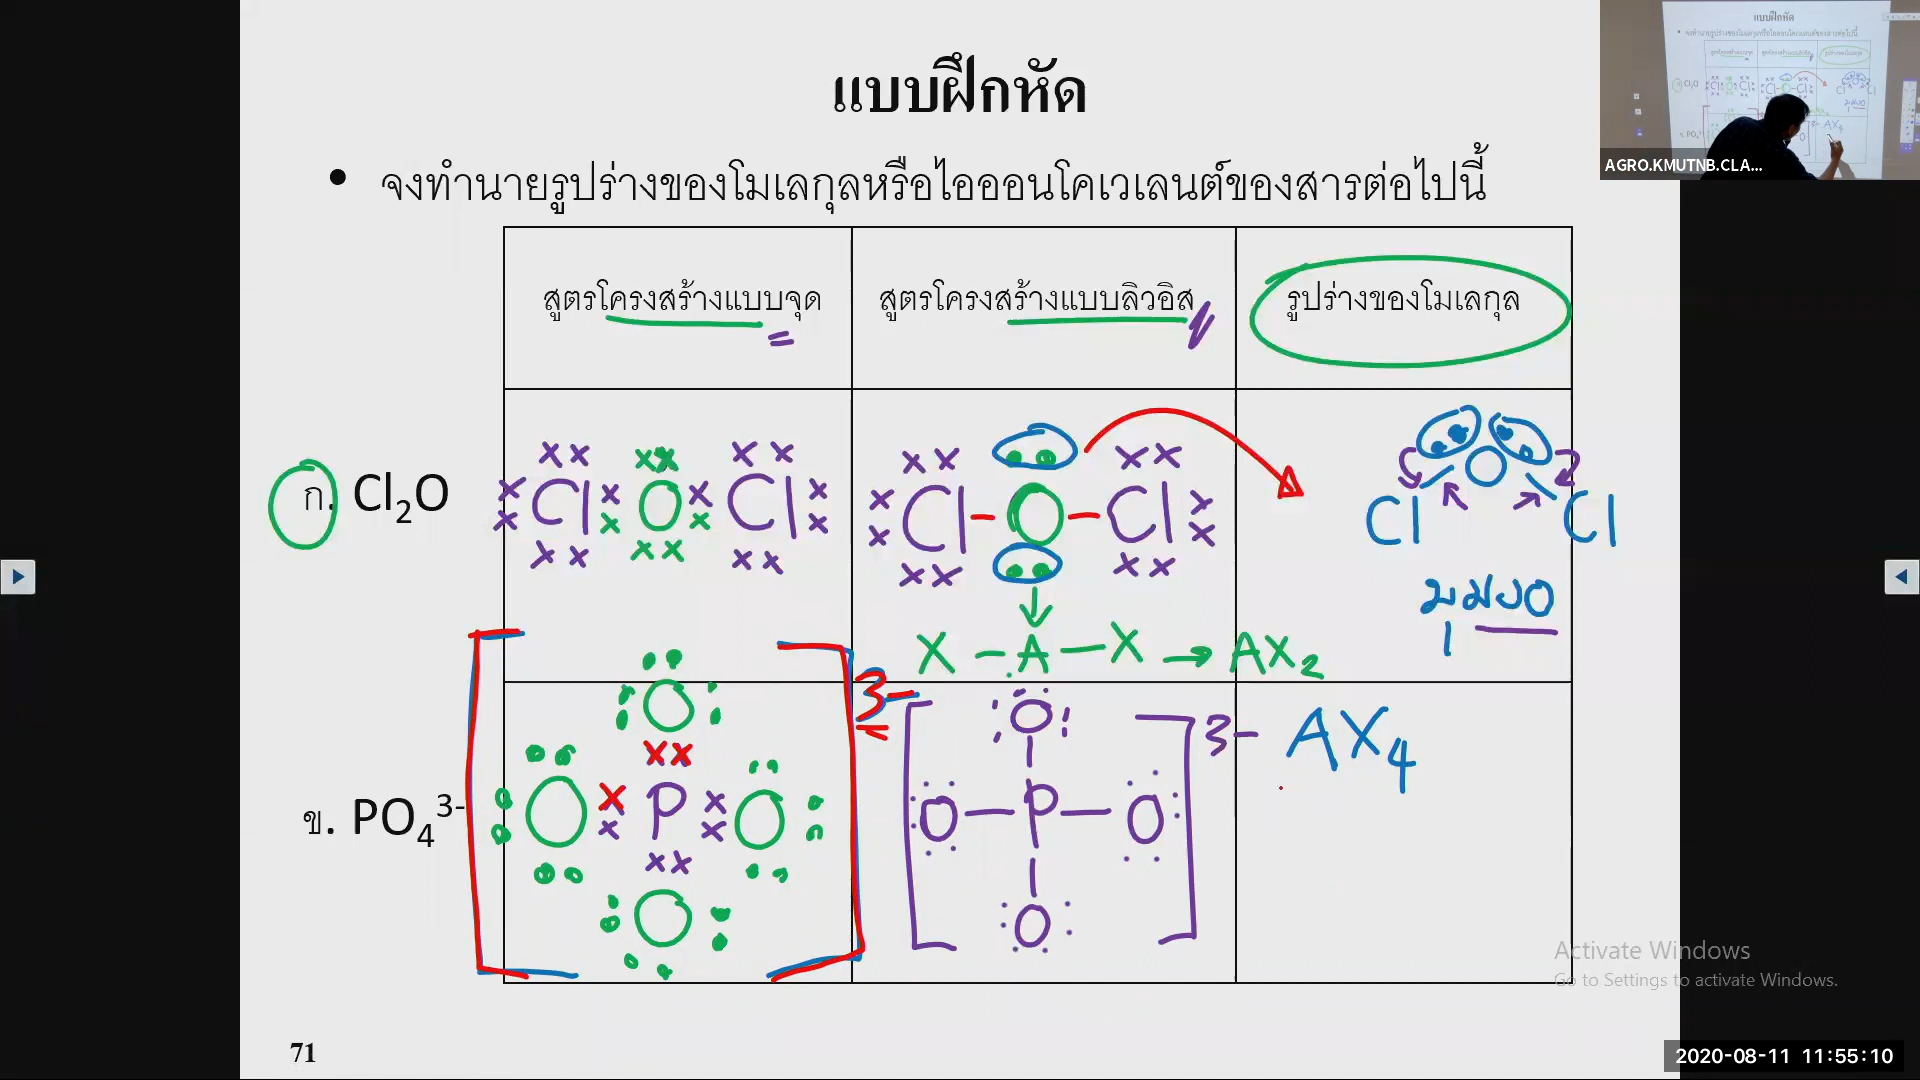 แบบฝึกหัด
• จงทำนายรูปร่างของโมเลกุลหรือไอออนโคเวเลนต์ของสารต่อไปนี้
AGRO.KMUTNB.CLA...
สูตรโครงสร้างแบบจุด
สูตรโครงสร้างแบบลิวอิส
รูปร่างของโมเลกุล
ก. Cl₂O
Cl O Cl
Cl - O - Cl
O
Cl Cl
มุมงอ
X - A - X → AX₂
ข. PO₄³⁻
O
O P O
O
3-
O
O - P - O
O
3-
AX₄
Activate Windows
Go to Settings to activate Windows.
71
2020-08-11 11:55:10